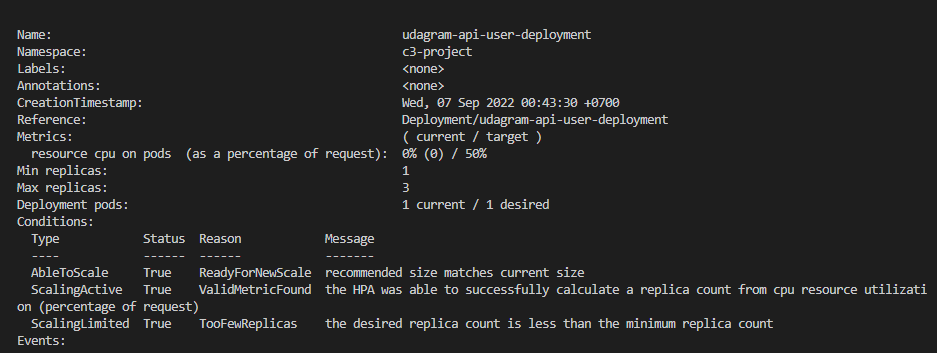 Name: udagram-api-user-deployment
Namespace: c3-project
Labels: <none>
Annotations: <none>
CreationTimestamp: Wed, 07 Sep 2022 00:43:30 +0700
Reference: Deployment/udagram-api-user-deployment
Metrics: ( current / target )
resource cpu on pods (as a percentage of request): 0% (0) / 50%
Min replicas: 1
Max replicas: 3
Deployment pods: 1 current / 1 desired
Conditions:
Type Status Reason Message
---- ------ ------ -------
AbleToScale True ReadyForNewScale recommended size matches current size
ScalingActive True ValidMetricFound the HPA was able to successfully calculate a replica count from cpu resource utilizati
on (percentage of request)
ScalingLimited True TooFewReplicas the desired replica count is less than the minimum replica count
Events: